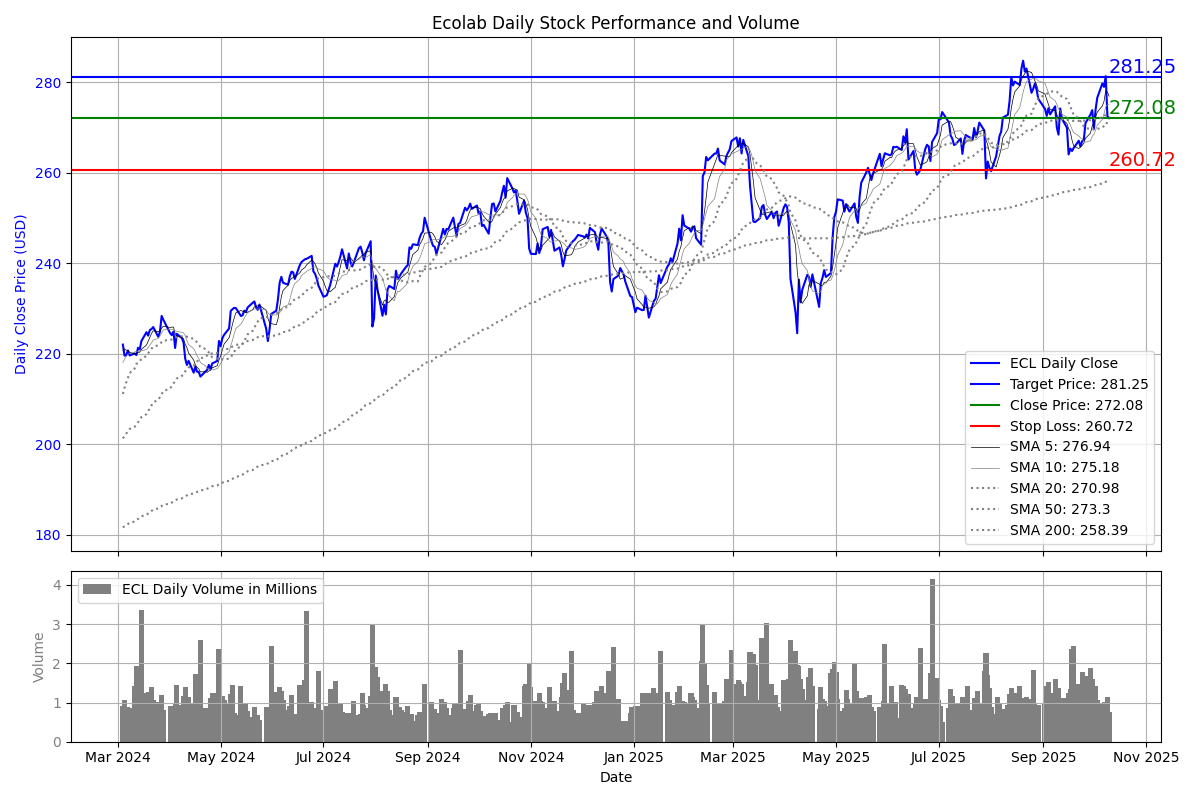 Ecolab Daily Stock Performance and Volume
Daily Close Price (USD)
280
260
240
220
200
180
281.25
272.08
260.72
ECL Daily Close
Target Price: 281.25
Close Price: 272.08
Stop Loss: 260.72
SMA 5: 276.94
SMA 10: 275.18
SMA 20: 270.98
SMA 50: 273.3
SMA 200: 258.39
Volume
4
3
2
1
0
ECL Daily Volume in Millions
Mar 2024 May 2024 Jul 2024 Sep 2024 Nov 2024 Jan 2025 Mar 2025 May 2025 Jul 2025 Sep 2025 Nov 2025
Date